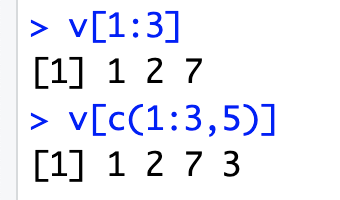 > v[1:3]
[1] 1 2 7
> v[c(1:3,5)]
[1] 1 2 7 3